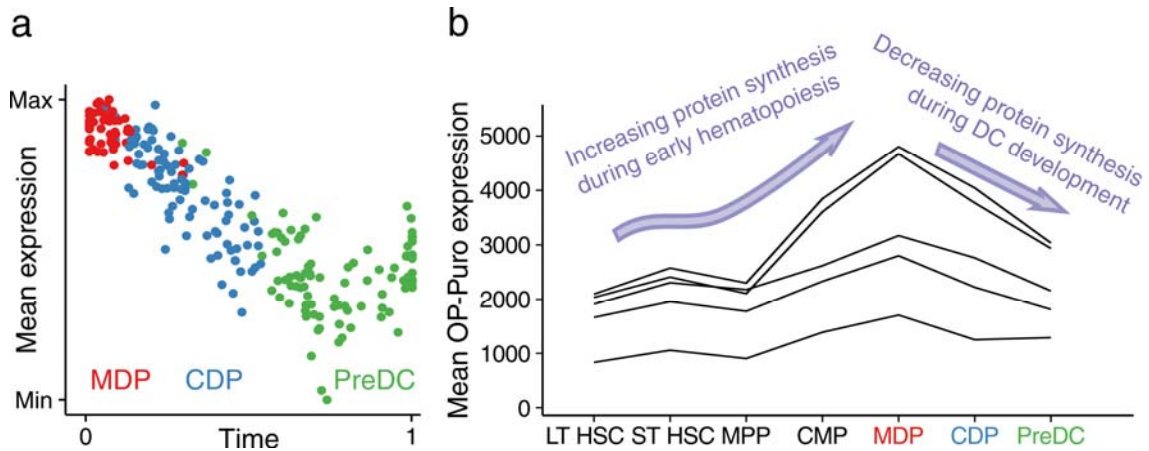 a
Max
Mean expression
Min
MDP
CDP
PreDC
0
Time
1
b
Increasing protein synthesis
during early hematopoiesis
Decreasing protein synthesis
during DC development
Mean OP-Puro expression
5000
4000
3000
2000
1000
0
LT HSC
ST HSC
MPP
CMP
MDP
CDP
PreDC